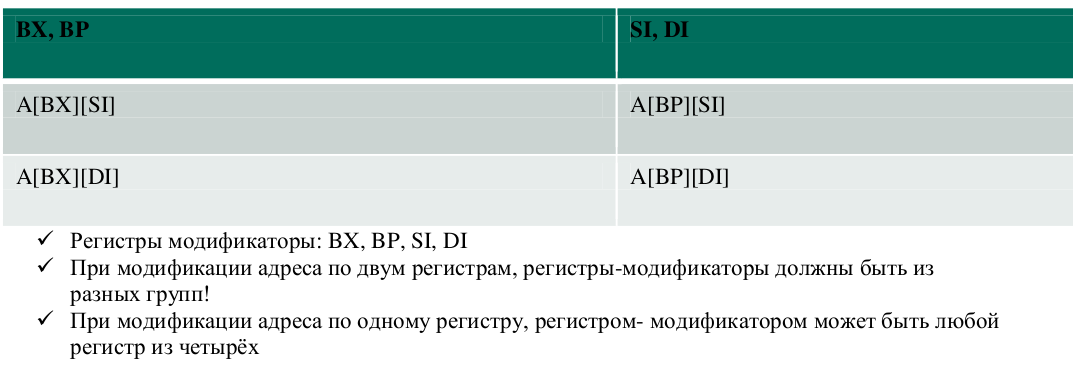 BX, BP SI, DI
A[BX][SI] A[BP][SI]
A[BX][DI] A[BP][DI]
✓ Регистры модификаторы: BX, BP, SI, DI
✓ При модификации адреса по двум регистрам, регистры-модификаторы должны быть из
разных групп!
✓ При модификации адреса по одному регистру, регистром- модификатором может быть любой
регистр из четырёх